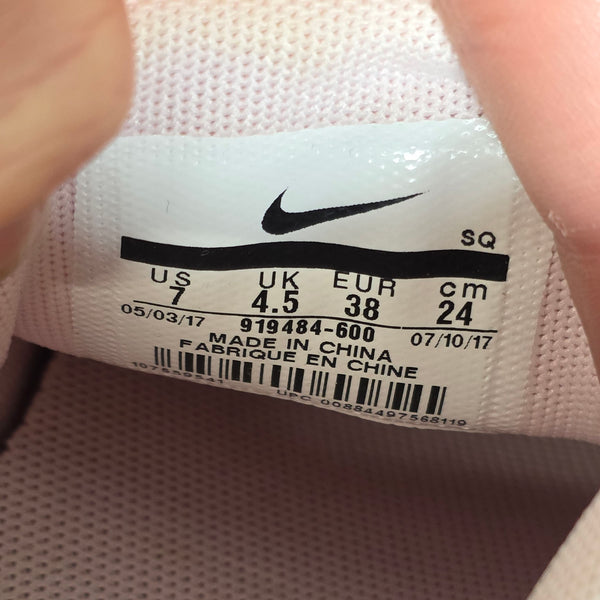 SQ
US UK EUR cm
7 4.5 38 24
05/03/17 919484-600 07/10/17
MADE IN CHINA
FABRIQUE EN CHINE
UPC 00884497568119